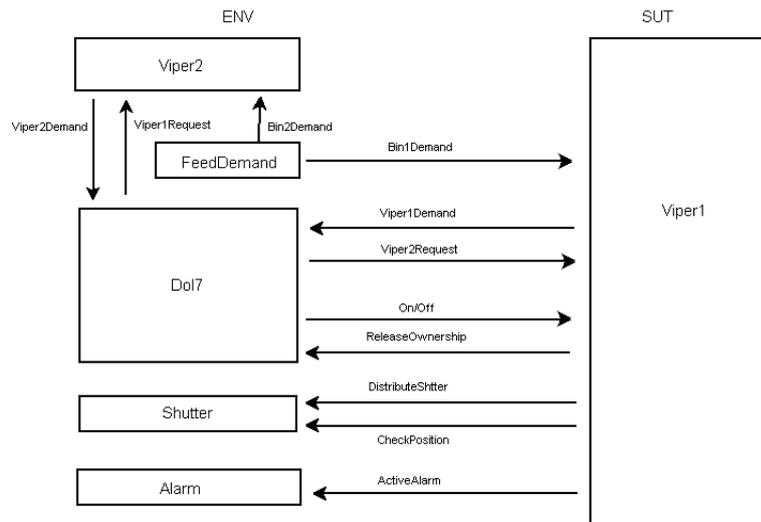 ENV
SUT
Viper2
Viper2Demand
Viper1Request
Bin2Demand
FeedDemand
Bin1Demand
Viper1Demand
Viper1
Viper2Request
Dol7
On/Off
ReleaseOwnership
DistributeShtter
Shutter
CheckPosition
ActiveAlarm
Alarm